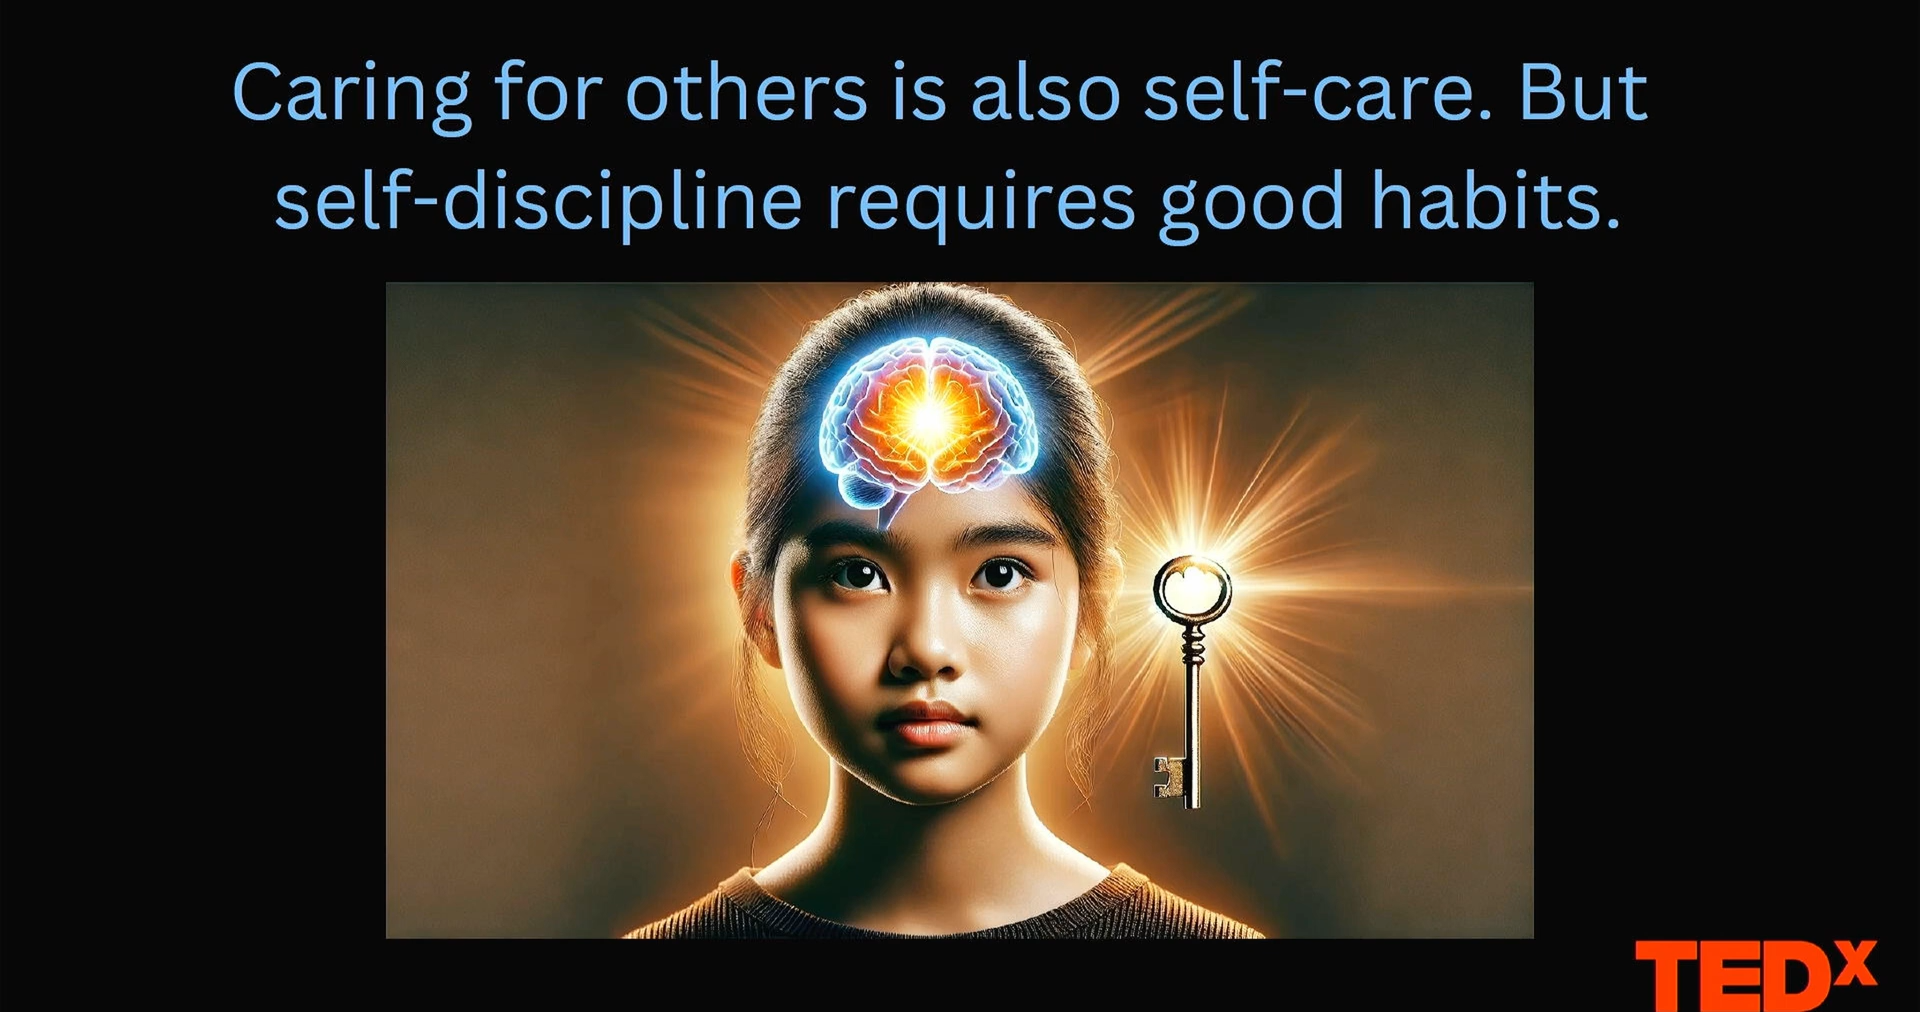 Caring for others is also self-care. But
self-discipline requires good habits.
TEDx